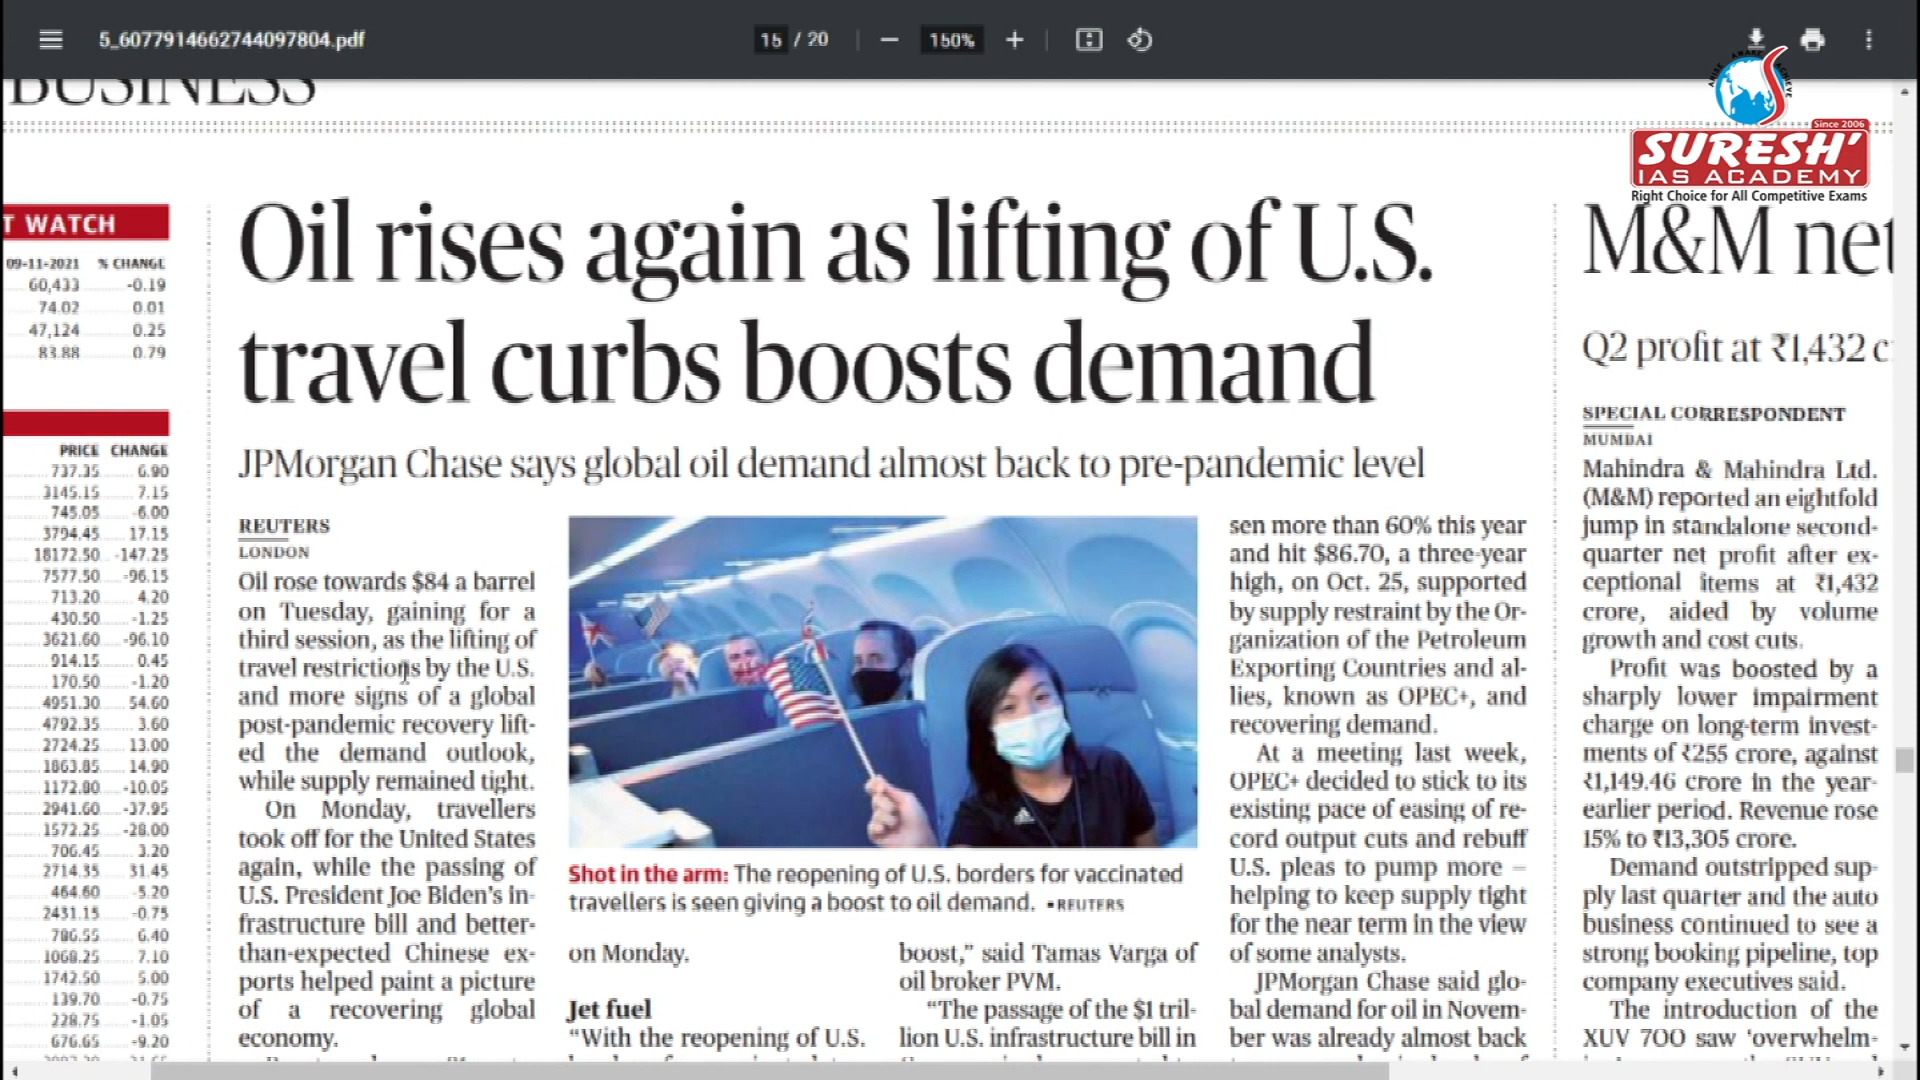 5_6077914662744097804.pdf
15 / 20
150%
BUSINESS
ARISE AWAKE ACHIEVE
Since 2006
SURESH'
IAS ACADEMY
Right Choice for All Competitive Exams
T WATCH
09-11-2021 % CHANGE
60,433 -0.19
74.02 0.01
47,124 0.25
83.88 0.79
PRICE CHANGE
737.35 6.90
3145.15 7.15
745.05 -6.00
3794.45 17.15
18172.50 -147.25
7577.50 -96.15
713.20 4.20
430.50 -1.25
3621.60 -96.10
914.15 0.45
170.50 -1.20
4951.30 54.60
4792.35 3.60
2724.25 13.00
1863.85 14.90
1172.80 -10.05
2941.60 -37.95
1572.25 -28.00
706.45 3.20
2714.35 31.45
464.60 -5.20
2431.15 -0.75
786.55 6.40
1068.25 7.10
1742.50 5.00
139.70 -0.75
228.75 -1.05
676.65 -9.20
Oil rises again as lifting of U.S.
travel curbs boosts demand
JPMorgan Chase says global oil demand almost back to pre-pandemic level
REUTERS
LONDON
Oil rose towards $84 a barrel
on Tuesday, gaining for a
third session, as the lifting of
travel restrictions by the U.S.
and more signs of a global
post-pandemic recovery lift-
ed the demand outlook,
while supply remained tight.
On Monday, travellers
took off for the United States
again, while the passing of
U.S. President Joe Biden's in-
frastructure bill and better-
than-expected Chinese ex-
ports helped paint a picture
of a recovering global
economy.
Shot in the arm: The reopening of U.S. borders for vaccinated
travellers is seen giving a boost to oil demand. ▪REUTERS
on Monday.
Jet fuel
"With the reopening of U.S.
boost," said Tamas Varga of
oil broker PVM.
"The passage of the $1 tril-
lion U.S. infrastructure bill in
sen more than 60% this year
and hit $86.70, a three-year
high, on Oct. 25, supported
by supply restraint by the Or-
ganization of the Petroleum
Exporting Countries and al-
lies, known as OPEC+, and
recovering demand.
At a meeting last week,
OPEC+ decided to stick to its
existing pace of easing of re-
cord output cuts and rebuff
U.S. pleas to pump more –
helping to keep supply tight
for the near term in the view
of some analysts.
JPMorgan Chase said glo-
bal demand for oil in Novem-
ber was already almost back
M&M net
Q2 profit at ₹1,432 c
SPECIAL CORRESPONDENT
MUMBAI
Mahindra & Mahindra Ltd.
(M&M) reported an eightfold
jump in standalone second-
quarter net profit after ex-
ceptional items at ₹1,432
crore, aided by volume
growth and cost cuts.
Profit was boosted by a
sharply lower impairment
charge on long-term invest-
ments of ₹255 crore, against
₹1,149.46 crore in the year-
earlier period. Revenue rose
15% to ₹13,305 crore.
Demand outstripped sup-
ply last quarter and the auto
business continued to see a
strong booking pipeline, top
company executives said.
The introduction of the
XUV 700 saw 'overwhelm-